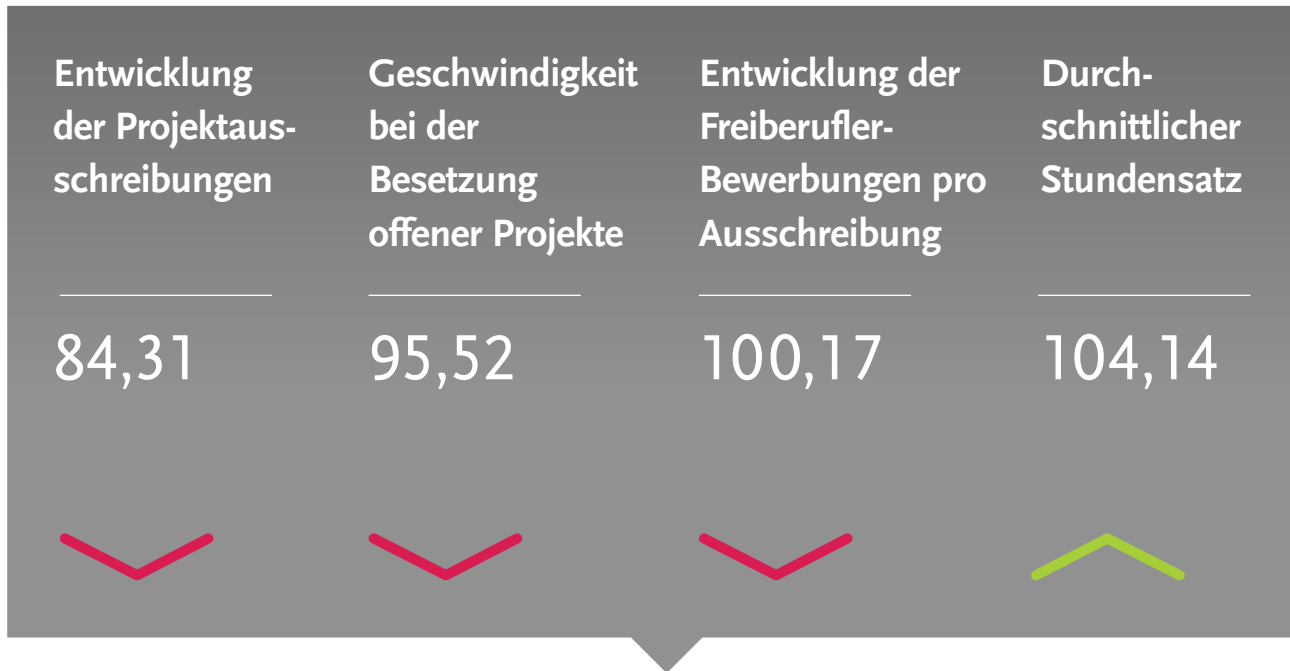 Entwicklung
der Projektaus-
schreibungen
84,31
Geschwindigkeit
bei der
Besetzung
offener Projekte
95,52
Entwicklung der
Freiberufler-
Bewerbungen pro
Ausschreibung
100,17
Durch-
schnittlicher
Stundensatz
104,14